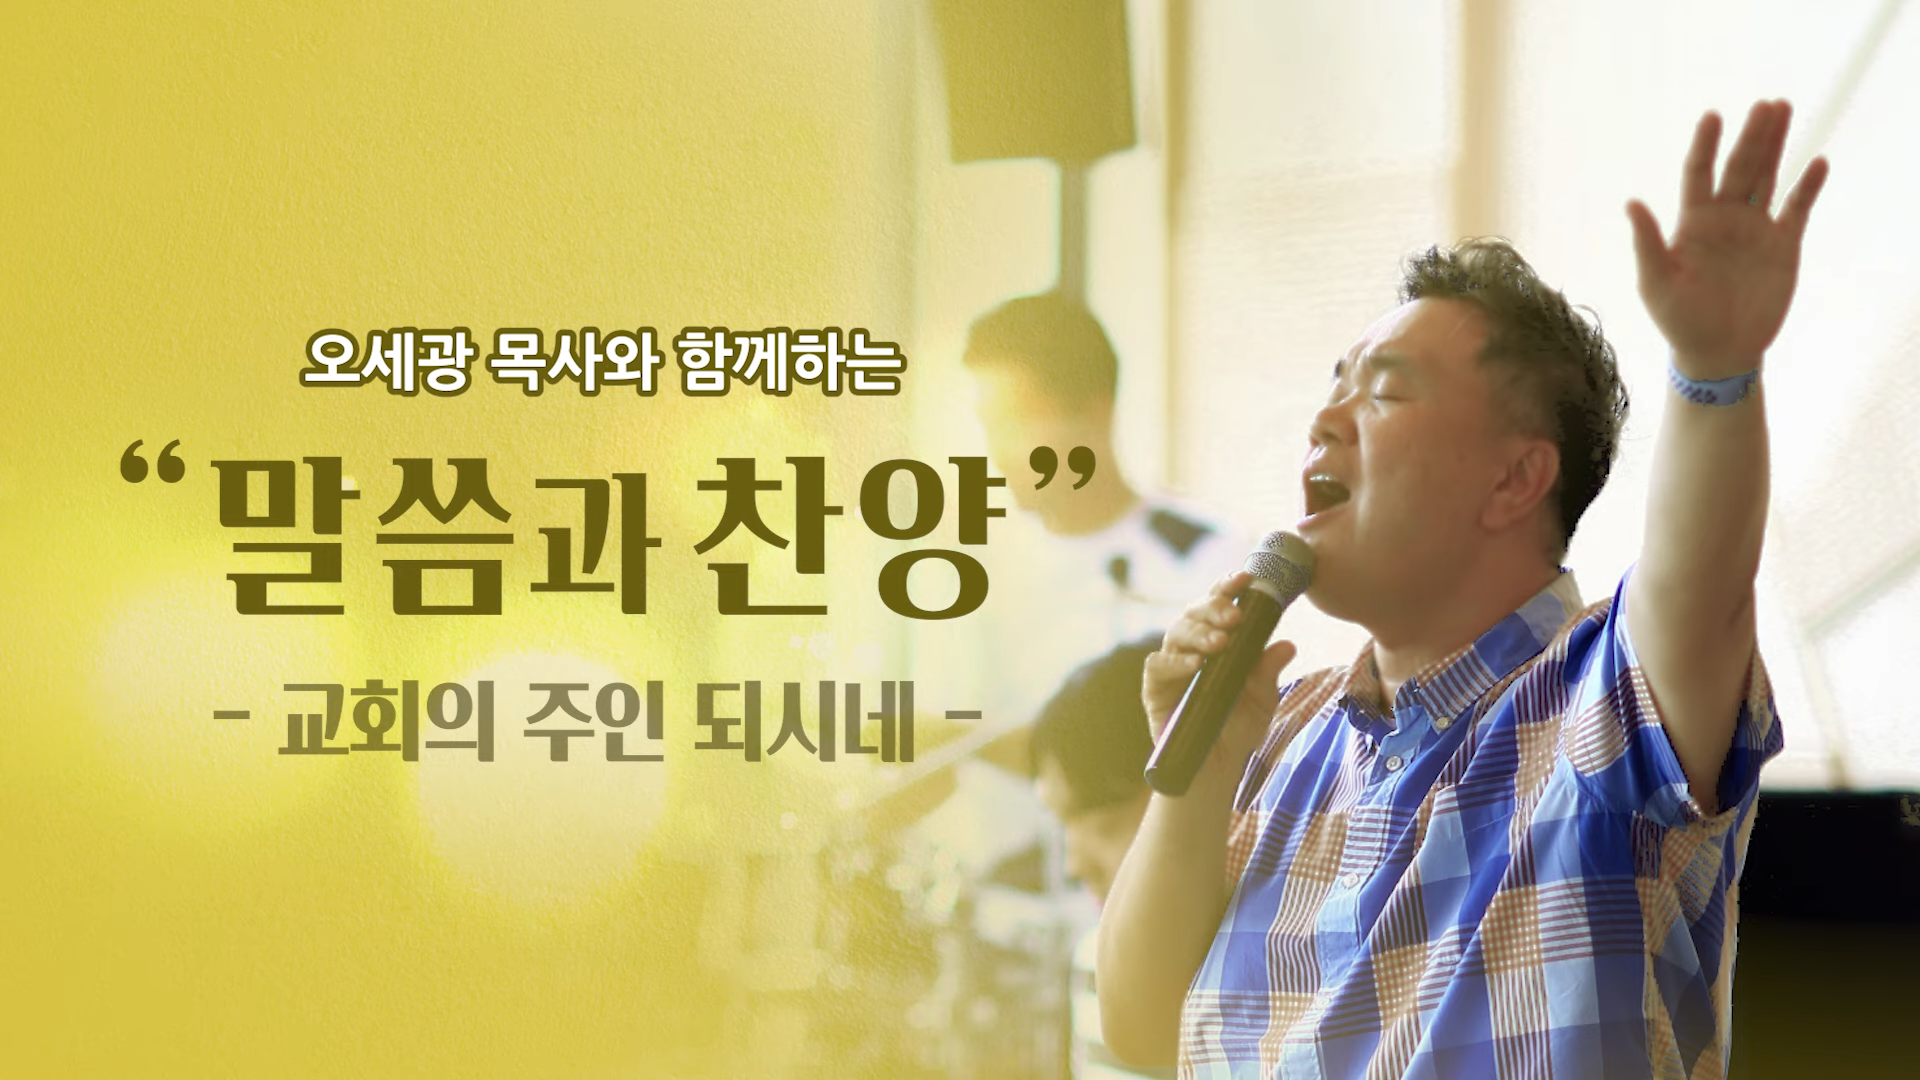 오세광 목사와 함께하는
“말씀과 찬양”
- 교회의 주인 되시네 -